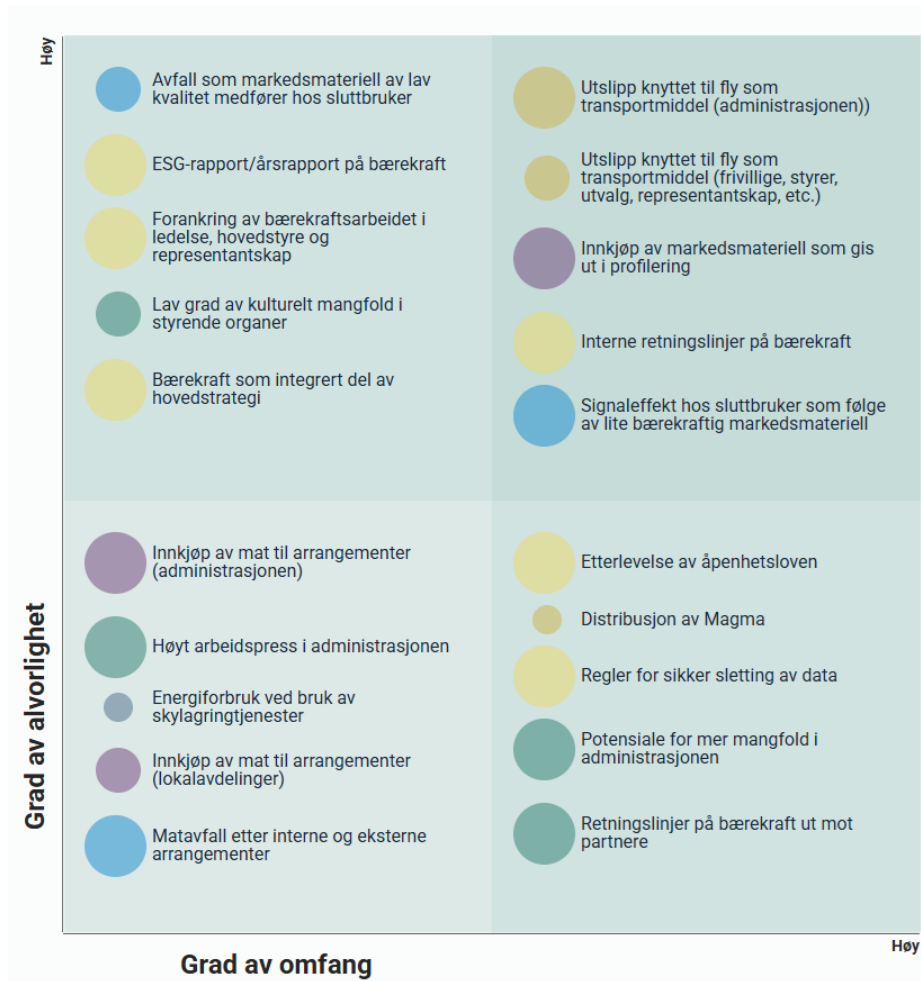 Høy
Avfall som markedsmateriell av lav
kvalitet medfører hos sluttbruker
ESG-rapport/årsrapport på bærekraft
Forankring av bærekraftsarbeidet i
ledelse, hovedstyre og
representantskap
Lav grad av kulturelt mangfold i
styrende organer
Bærekraft som integrert del av
hovedstrategi
Utslipp knyttet til fly som
transportmiddel (administrasjonen))
Utslipp knyttet til fly som
transportmiddel (frivillige, styrer,
utvalg, representantskap, etc.)
Innkjøp av markedsmateriell som gis
ut i profilering
Interne retningslinjer på bærekraft
Signaleffekt hos sluttbruker som følge
av lite bærekraftig markedsmateriell
Innkjøp av mat til arrangementer
(administrasjonen)
Høyt arbeidspress i administrasjonen
Energiforbruk ved bruk av
skylagringtjenester
Innkjøp av mat til arrangementer
(lokalavdelinger)
Matavfall etter interne og eksterne
arrangementer
Etterlevelse av åpenhetsloven
Distribusjon av Magma
Regler for sikker sletting av data
Potensiale for mer mangfold i
administrasjonen
Retningslinjer på bærekraft ut mot
partnere
Grad av alvorlighet
Høy
Grad av omfang